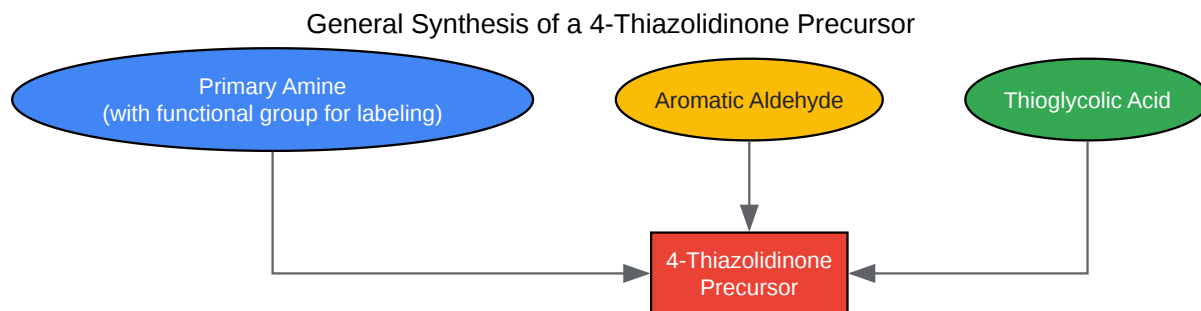 General Synthesis of a 4-Thiazolidinone Precursor
Primary Amine
(with functional group for labeling)
Aromatic Aldehyde
Thioglycolic Acid
4-Thiazolidinone
Precursor